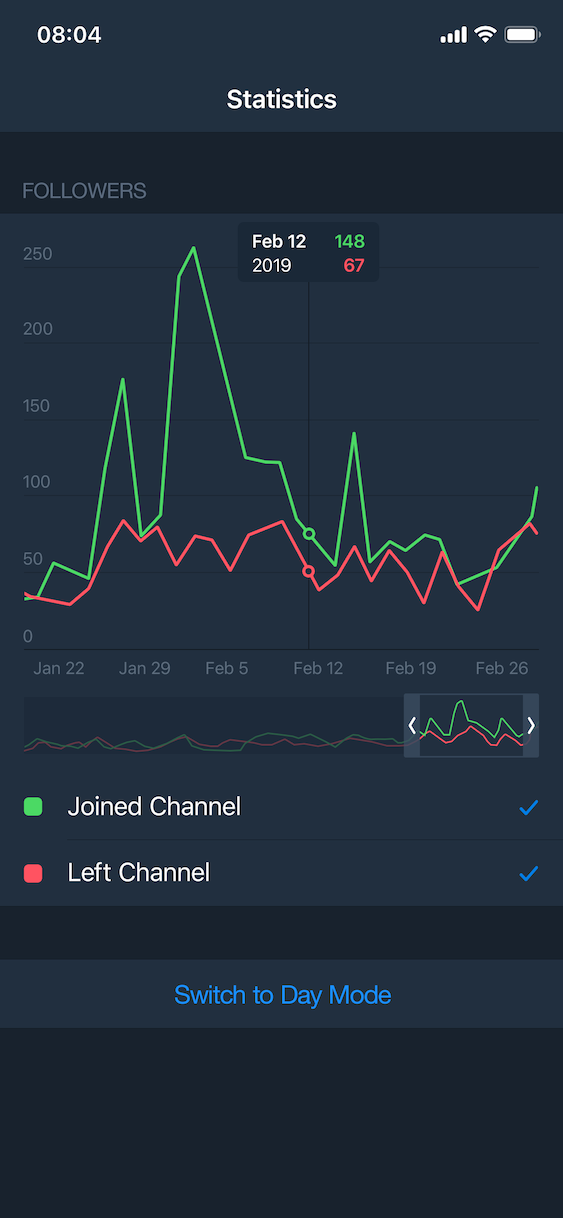 08:04
Statistics
FOLLOWERS
Feb 12 148
2019 67
250
200
150
100
50
0
Jan 22 Jan 29 Feb 5 Feb 12 Feb 19 Feb 26
Joined Channel
Left Channel
Switch to Day Mode